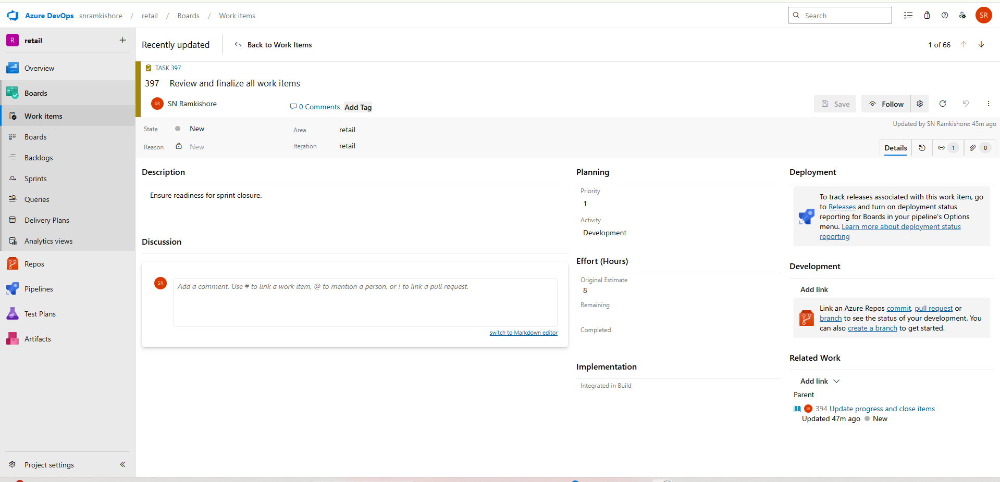 Azure DevOps snramkishore / retail / Boards / Work items
Search
SR
R retail
Recently updated
Back to Work Items
1 of 66
Overview
Boards
Work items
Boards
Backlogs
Sprints
Queries
Delivery Plans
Analytics views
Repos
Pipelines
Test Plans
Artifacts
Project settings
TASK 397
397 Review and finalize all work items
SR SN Ramkishore
0 Comments Add Tag
Save
Follow
State New
Area retail
Updated by SN Ramkishore: 45m ago
Reason New
Iteration retail
Details
1
0
Description
Ensure readiness for sprint closure.
Discussion
SR
Add a comment. Use # to link a work item, @ to mention a person, or ! to link a pull request.
switch to Markdown editor
Planning
Priority
1
Activity
Development
Effort (Hours)
Original Estimate
8
Remaining
Completed
Implementation
Integrated in Build
Deployment
To track releases associated with this work item, go
to Releases and turn on deployment status
reporting for Boards in your pipeline's Options
menu. Learn more about deployment status
reporting
Development
Add link
Link an Azure Repos commit, pull request or
branch to see the status of your development. You
can also create a branch to get started.
Related Work
Add link
Parent
SR 394 Update progress and close items
Updated 47m ago New